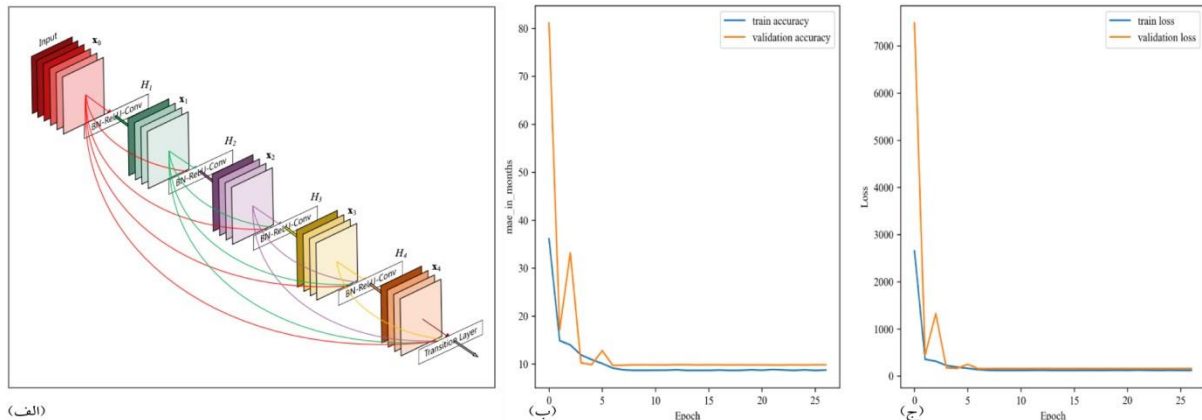 Input
x₀
H₁
x₁
BN-ReLU-Conv
H₂
x₂
BN-ReLU-Conv
H₃
x₃
BN-ReLU-Conv
H₄
x₄
BN-ReLU-Conv
Transition Layer
(الف)
train accuracy
validation accuracy
mae_in_months
80
70
60
50
40
30
20
10
0 5 10 15 20 25
Epoch
(ب)
train loss
validation loss
Loss
7000
6000
5000
4000
3000
2000
1000
0
0 5 10 15 20 25
Epoch
(ج)